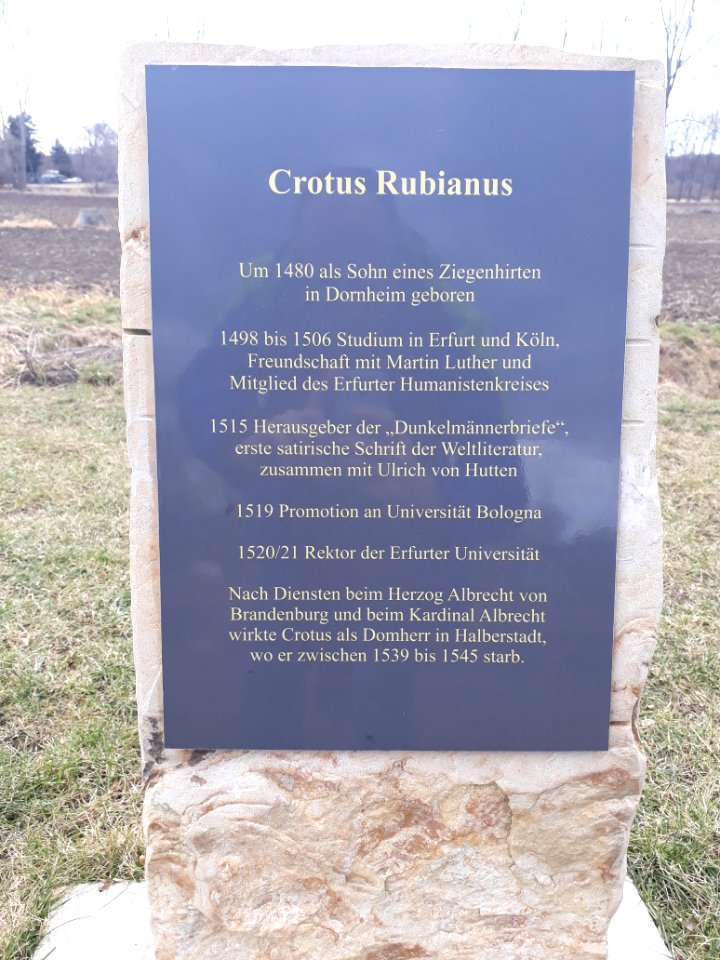 Crotus Rubianus
Um 1480 als Sohn eines Ziegenhirten
in Dornheim geboren
1498 bis 1506 Studium in Erfurt und Köln,
Freundschaft mit Martin Luther und
Mitglied des Erfurter Humanistenkreises
1515 Herausgeber der „Dunkelmännerbriefe“,
erste satirische Schrift der Weltliteratur,
zusammen mit Ulrich von Hutten
1519 Promotion an Universität Bologna
1520/21 Rektor der Erfurter Universität
Nach Diensten beim Herzog Albrecht von
Brandenburg und beim Kardinal Albrecht
wirkte Crotus als Domherr in Halberstadt,
wo er zwischen 1539 bis 1545 starb.